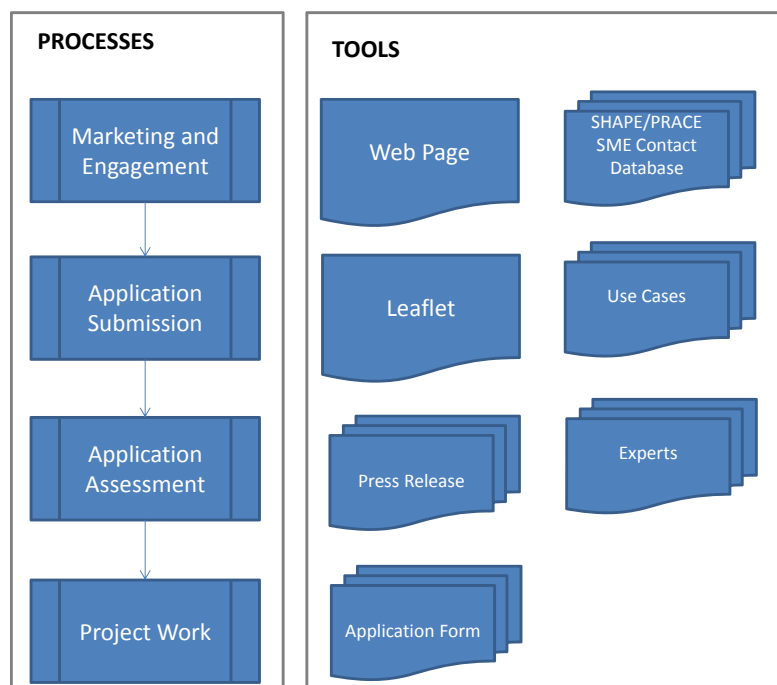 PROCESSES
Marketing and
Engagement
Application
Submission
Application
Assessment
Project Work
TOOLS
Web Page
SHAPE/PRACE
SME Contact
Database
Leaflet
Use Cases
Press Release
Experts
Application Form